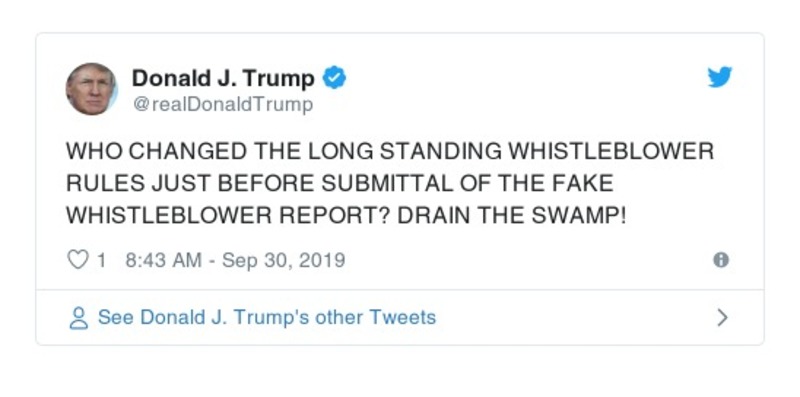 Donald J. Trump
@realDonaldTrump
WHO CHANGED THE LONG STANDING WHISTLEBLOWER
RULES JUST BEFORE SUBMITTAL OF THE FAKE
WHISTLEBLOWER REPORT? DRAIN THE SWAMP!
1 8:43 AM - Sep 30, 2019
See Donald J. Trump's other Tweets